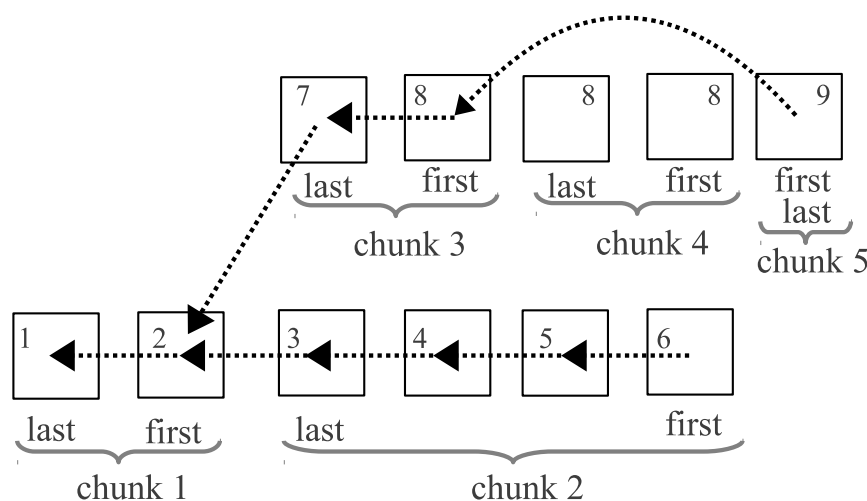 7 8 8 8 9
last first last first first
last
chunk 3 chunk 4 chunk 5
1 2 3 4 5 6
last first last first
chunk 1 chunk 2